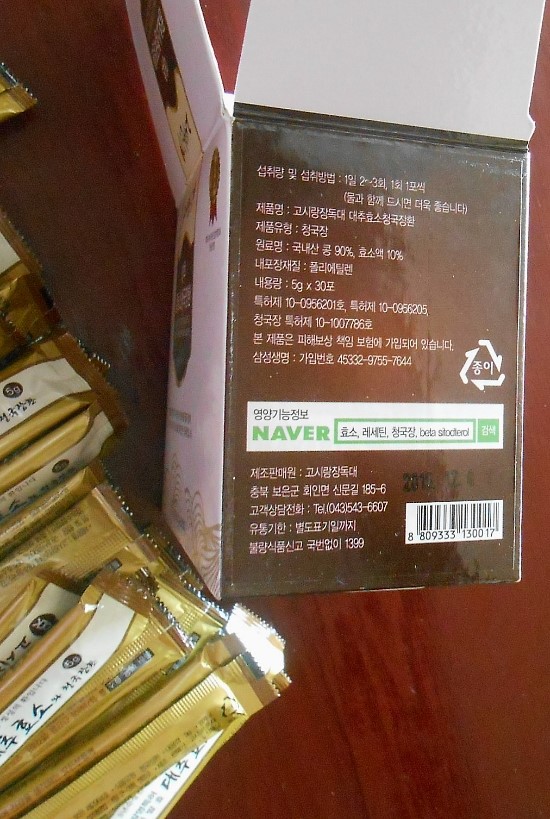 섭취량 및 섭취방법 : 1일 2~3회, 1회 1포씩
(물과 함께 드시면 더욱 좋습니다)
제품명 : 고시랑장독대 대추효소청국장환
제품유형 : 청국장
원료명 : 국내산 콩 90%, 효소액 10%
내포장재질 : 폴리에틸렌
내용량 : 5g x 30포
특허제 10-0956201호, 특허제 10-0956205,
청국장 특허제 10-1007786호
본 제품은 피해보상 책임 보험에 가입되어 있습니다.
삼성생명 : 가입번호 45332-9755-7644
종이
영양기능정보
NAVER 효소, 레세틴, 청국장, beta sitodterol 검색
제조판매원 : 고시랑장독대
충북 보은군 회인면 신문길 185-6
고객상담전화 : Tel.(043)543-6607
유통기한 : 별도표기일까지
불량식품신고 국번없이 1399
8 809333 130017
5g
5g
대추